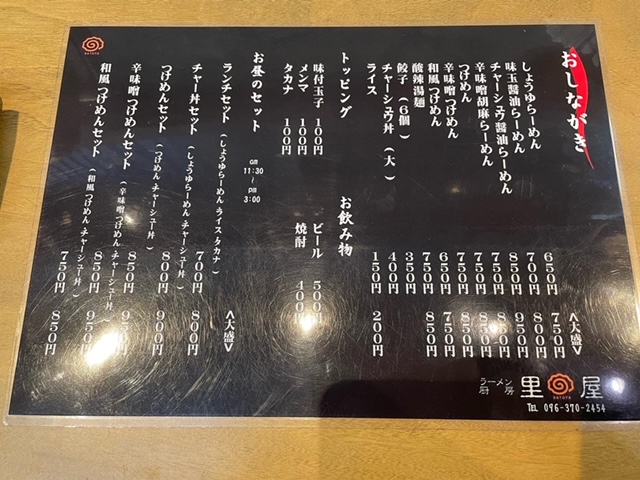 おしながき
<大盛>
しょうゆらーめん 650円 750円
味玉醤油らーめん 700円 800円
チャーシュウ醤油らーめん 850円 950円
辛味噌胡麻らーめん 750円 850円
つけめん
辛味噌つけめん 750円 850円
和風つけめん 650円 750円
酸辣湯麺 750円 850円
餃子(6個) 350円
チャーシュウ丼(大) 400円
ライス 150円 200円
トッピング
味付玉子 100円
メンマ 100円
タカナ 100円
お飲み物
ビール 500円
焼酎 400円
お昼のセット
am 11:30 ~ pm 3:00
<大盛>
ランチセット(しょうゆらーめん ライス タカナ) 700円 800円
チャー丼セット(しょうゆらーめん チャーシュー丼) 800円 900円
つけめんセット(つけめん チャーシュー丼)
辛味噌つけめんセット(辛味噌つけめん チャーシュー丼) 850円 950円
和風つけめんセット(和風つけめん チャーシュー丼) 750円 850円
ラーメン厨房
里屋
SATOYA
TEL 096-370-2454